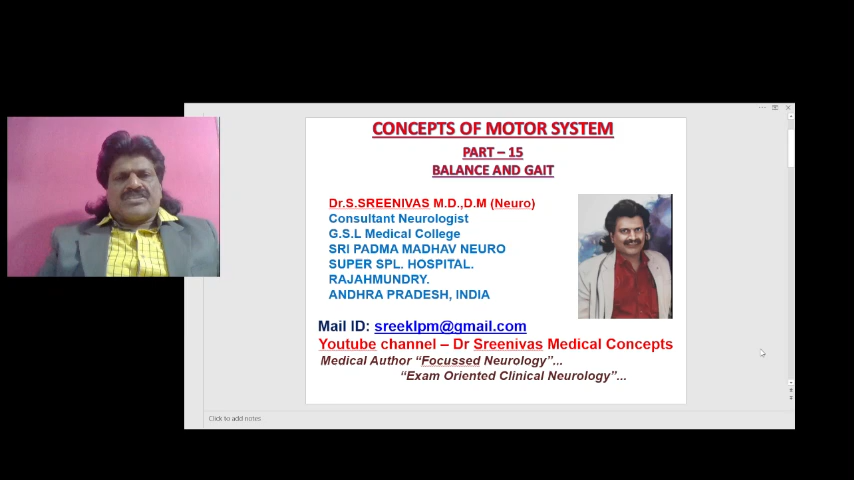 CONCEPTS OF MOTOR SYSTEM
PART – 15
BALANCE AND GAIT
Dr.S.SREENIVAS M.D.,D.M (Neuro)
Consultant Neurologist
G.S.L Medical College
SRI PADMA MADHAV NEURO
SUPER SPL. HOSPITAL.
RAJAHMUNDRY.
ANDHRA PRADESH, INDIA
Mail ID: sreeklpm@gmail.com
Youtube channel – Dr Sreenivas Medical Concepts
Medical Author “Focussed Neurology”...
“Exam Oriented Clinical Neurology”...
Click to add notes